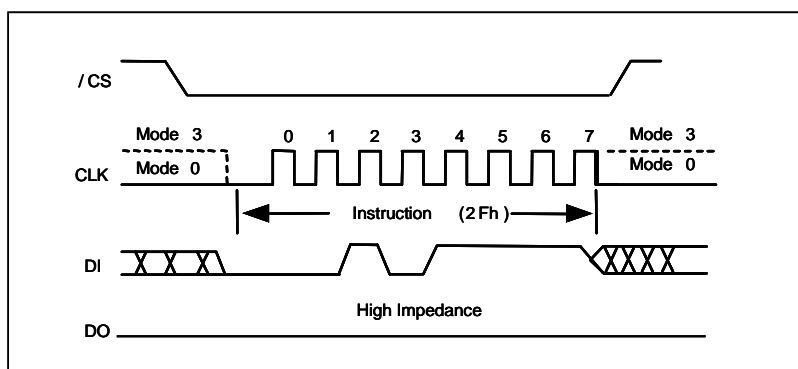 / CS
Mode 3 0 1 2 3 4 5 6 7 Mode 3
Mode 0 Mode 0
CLK
Instruction (2Fh)
DI
High Impedance
DO